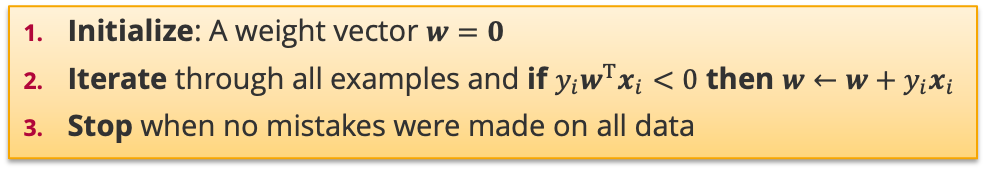 1. Initialize: A weight vector 𝒘 = 𝟎
2. Iterate through all examples and if 𝑦ᵢ𝒘ᵀ𝒙ᵢ < 0 then 𝒘 ← 𝒘 + 𝑦ᵢ𝒙ᵢ
3. Stop when no mistakes were made on all data